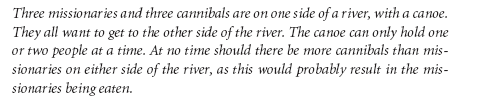 Three missionaries and three cannibals are on one side of a river, with a canoe.
They all want to get to the other side of the river. The canoe can only hold one
or two people at a time. At no time should there be more cannibals than mis-
sionaries on either side of the river, as this would probably result in the mis-
sionaries being eaten.